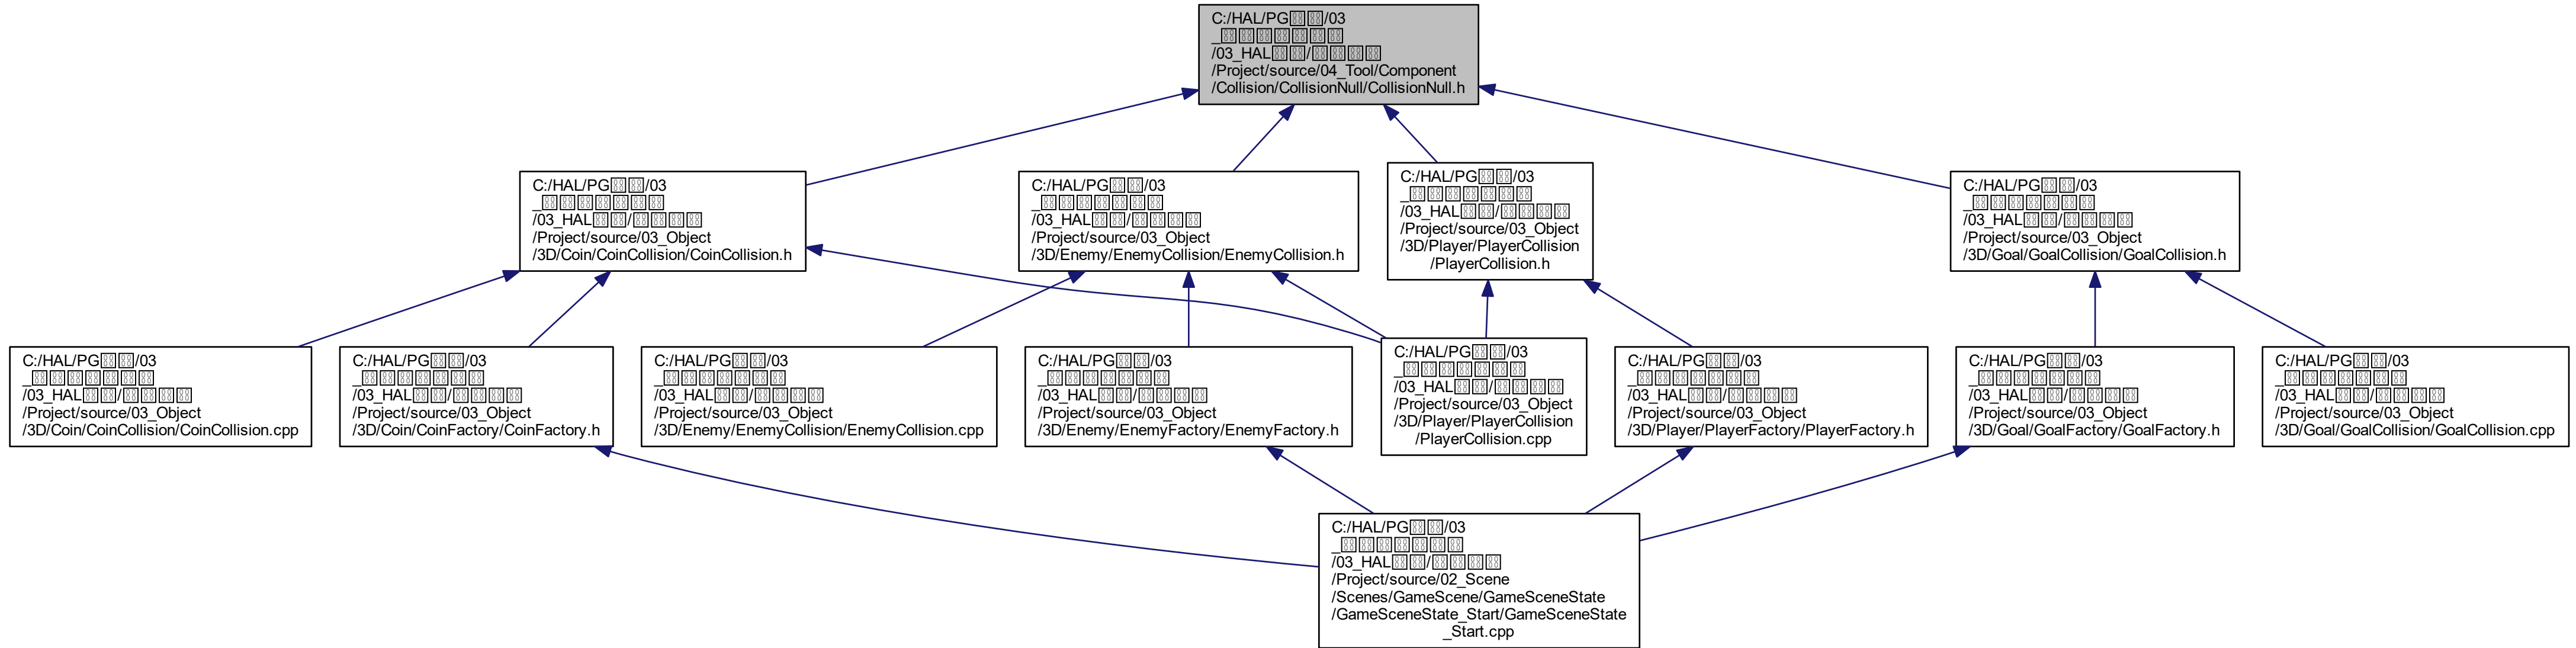 C:/HAL/PG/03
_
/03_HAL/
/Project/source/04_Tool/Component
/Collision/CollisionNull/CollisionNull.h
C:/HAL/PG/03
_
/03_HAL/
/Project/source/03_Object
/3D/Coin/CoinCollision/CoinCollision.h
C:/HAL/PG/03
_
/03_HAL/
/Project/source/03_Object
/3D/Enemy/EnemyCollision/EnemyCollision.h
C:/HAL/PG/03
_
/03_HAL/
/Project/source/03_Object
/3D/Player/PlayerCollision
/PlayerCollision.h
C:/HAL/PG/03
_
/03_HAL/
/Project/source/03_Object
/3D/Goal/GoalCollision/GoalCollision.h
C:/HAL/PG/03
_
/03_HAL/
/Project/source/03_Object
/3D/Coin/CoinCollision/CoinCollision.cpp
C:/HAL/PG/03
_
/03_HAL/
/Project/source/03_Object
/3D/Coin/CoinFactory/CoinFactory.h
C:/HAL/PG/03
_
/03_HAL/
/Project/source/03_Object
/3D/Enemy/EnemyCollision/EnemyCollision.cpp
C:/HAL/PG/03
_
/03_HAL/
/Project/source/03_Object
/3D/Enemy/EnemyFactory/EnemyFactory.h
C:/HAL/PG/03
_
/03_HAL/
/Project/source/03_Object
/3D/Player/PlayerCollision
/PlayerCollision.cpp
C:/HAL/PG/03
_
/03_HAL/
/Project/source/03_Object
/3D/Player/PlayerFactory/PlayerFactory.h
C:/HAL/PG/03
_
/03_HAL/
/Project/source/03_Object
/3D/Goal/GoalFactory/GoalFactory.h
C:/HAL/PG/03
_
/03_HAL/
/Project/source/03_Object
/3D/Goal/GoalCollision/GoalCollision.cpp
C:/HAL/PG/03
_
/03_HAL/
/Project/source/02_Scene
/Scenes/GameScene/GameSceneState
/GameSceneState_Start/GameSceneState
_Start.cpp